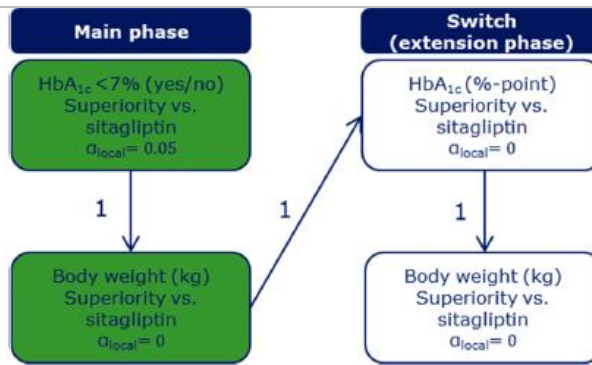 Main phase
HbA1c <7% (yes/no)
Superiority vs.
sitagliptin
αlocal= 0.05
1
Body weight (kg)
Superiority vs.
sitagliptin
αlocal= 0
1
Switch
(extension phase)
HbA1c (%-point)
Superiority vs.
sitagliptin
αlocal= 0
1
Body weight (kg)
Superiority vs.
sitagliptin
αlocal= 0